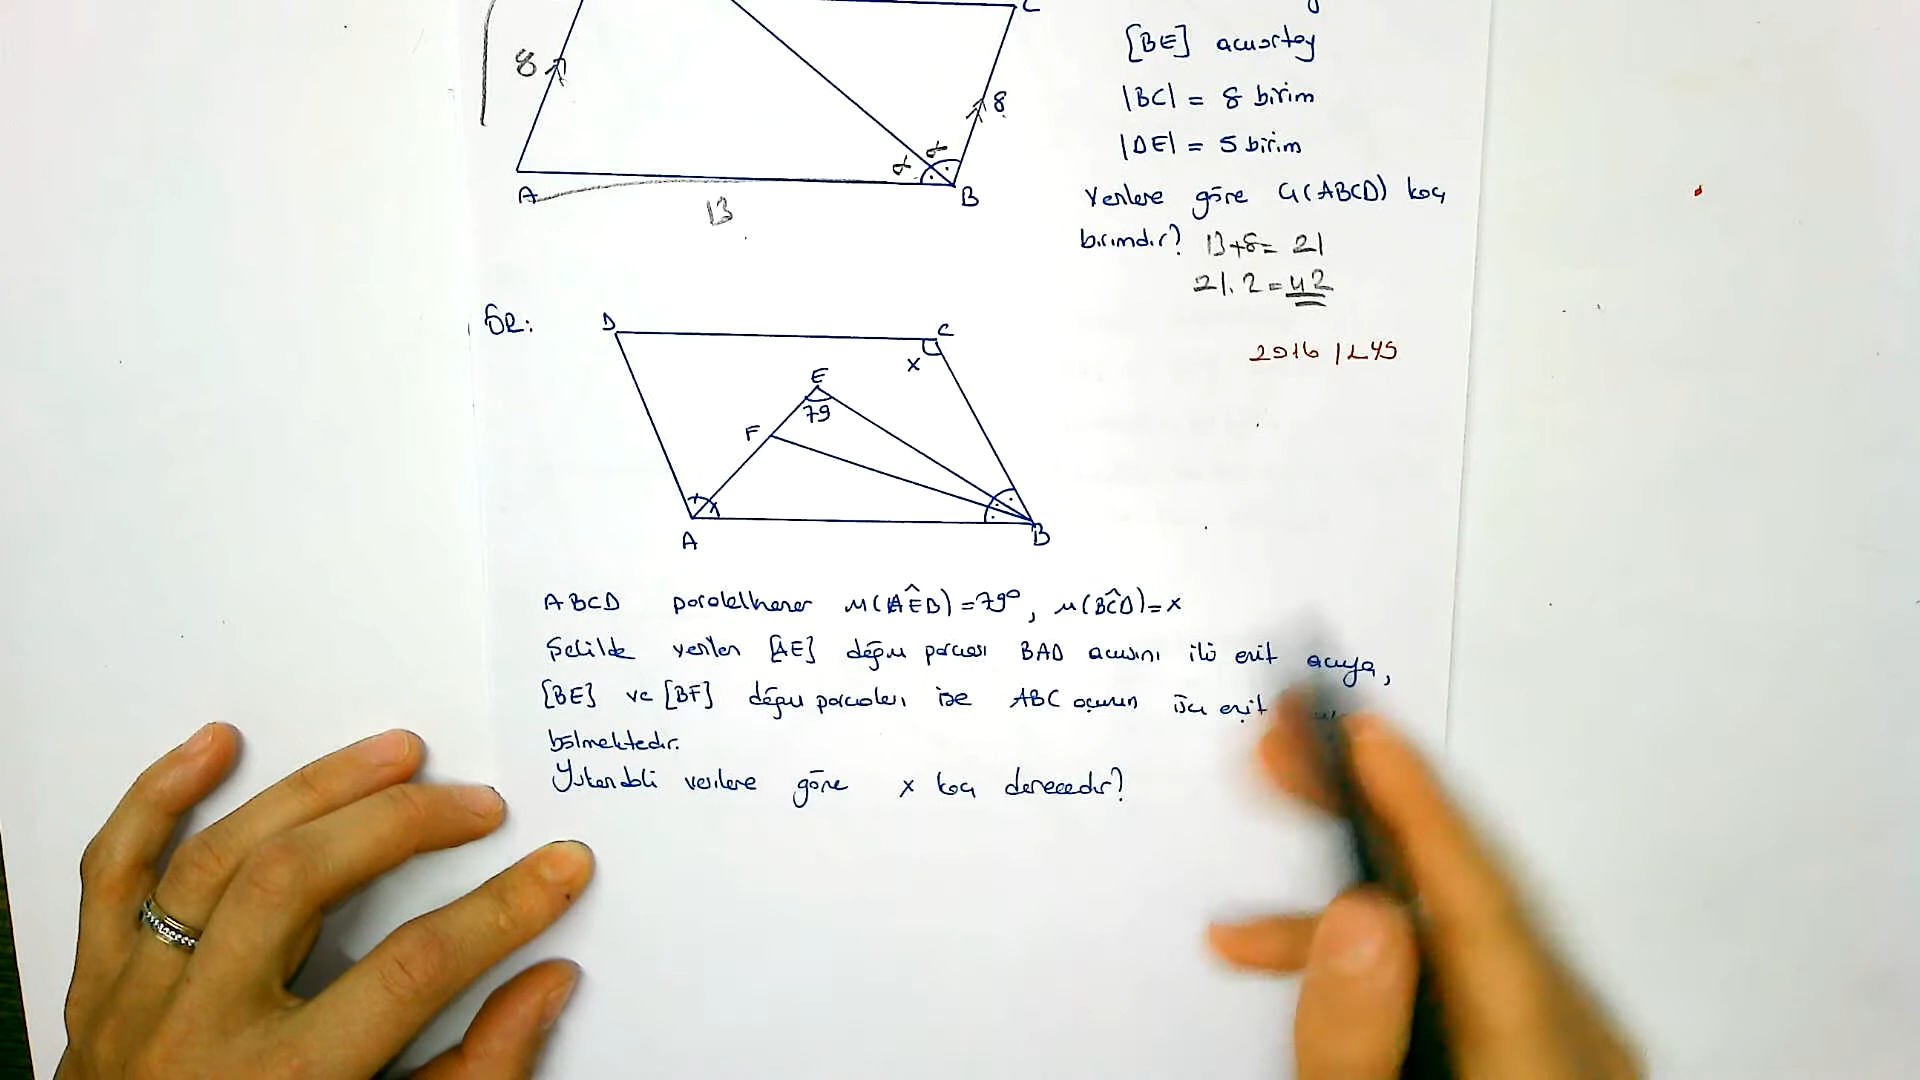 C
[BE] açıortay
|BC| = 8 birim
|DE| = 5 birim
8
8
α α
A
B
13
Verilere göre Ç(ABCD) kaç
birimdir? 13+8= 21
21.2=42
ÖR:
2016 / LYS
D
C
x
E
79
F
A
B
ABCD paralelkenar m(AÊB)=79°, m(BĈD)=x
Şekilde verilen [AE] doğru parçası BAD açısını iki eşit açıya,
[BE] ve [BF] doğru parçaları ise ABC açısını üç eşit
bölmektedir.
Yukarıdaki verilere göre x kaç derecedir?